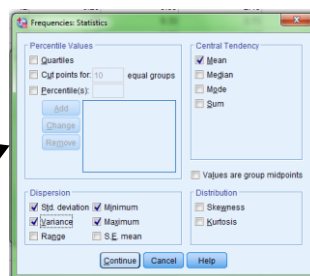 Frequencies: Statistics
Percentile Values
Quartiles
Cut points for: 10 equal groups
Percentile(s):
Add
Change
Remove
Central Tendency
Mean
Median
Mode
Sum
Values are group midpoints
Dispersion
Std. deviation Minimum
Variance Maximum
Range S.E. mean
Distribution
Skewness
Kurtosis
Continue Cancel Help